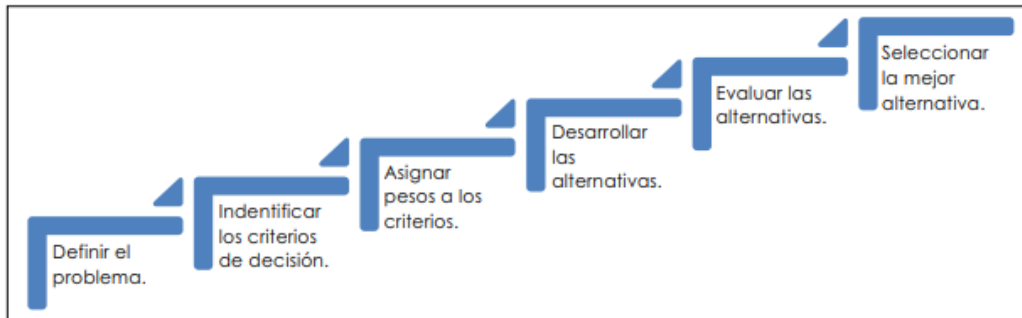 Definir el
problema.
Indentificar
los criterios
de decisión.
Asignar
pesos a los
criterios.
Desarrollar
las
alternativas.
Evaluar las
alternativas.
Seleccionar
la mejor
alternativa.